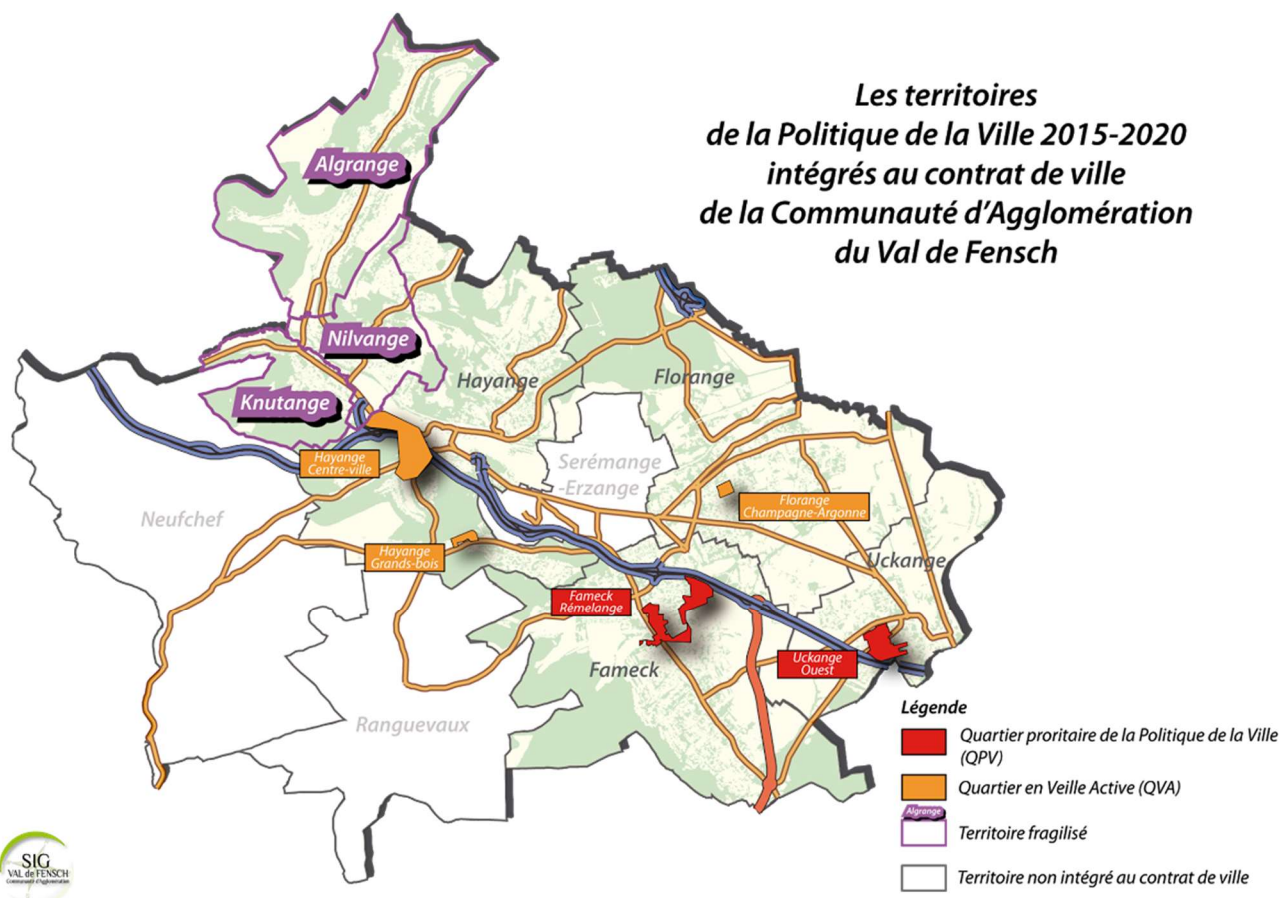 Les territoires
de la Politique de la Ville 2015-2020
intégrés au contrat de ville
de la Communauté d'Agglomération
du Val de Fensch
Algrange
Nilvange
Knutange
Hayange
Florange
Hayange
Centre-ville
Serémange
-Erzange
Neufchef
Florange
Champagne-Argonne
Hayange
Grands-bois
Uckange
Fameck
Rémelange
Uckange
Ouest
Fameck
Ranguevaux
Légende
Quartier proritaire de la Politique de la Ville
(QPV)
Quartier en Veille Active (QVA)
Algrange
Territoire fragilisé
Territoire non intégré au contrat de ville
SIG
VAL de FENSCH
Communauté d'Agglomération